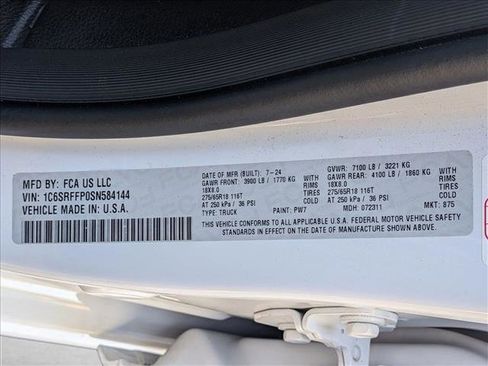 MFD BY: FCA US LLC
VIN: 1C6SRFFP0SN584144
VEHICLE MADE IN U.S.A.
DATE OF MFR (BUILT): 7-24
GAWR FRONT: 3900 LB / 1770 KG WITH
18X8.0 RIMS
275/65R18 116T TIRES
AT 250 kPa / 36 PSI COLD
GVWR: 7100 LB / 3221 KG
GAWR REAR: 4100 LB / 1860 KG WITH
18X8.0 RIMS
275/65R18 116T TIRES
AT 250 kPa / 36 PSI COLD
TYPE: TRUCK PAINT: PW7 MDH: 072311 MKT: 875
THIS VEHICLE CONFORMS TO ALL APPLICABLE U.S.A. FEDERAL MOTOR VEHICLE SAFETY
STANDARDS IN EFFECT ON THE DATE OF MANUFACTURE SHOWN ABOVE.